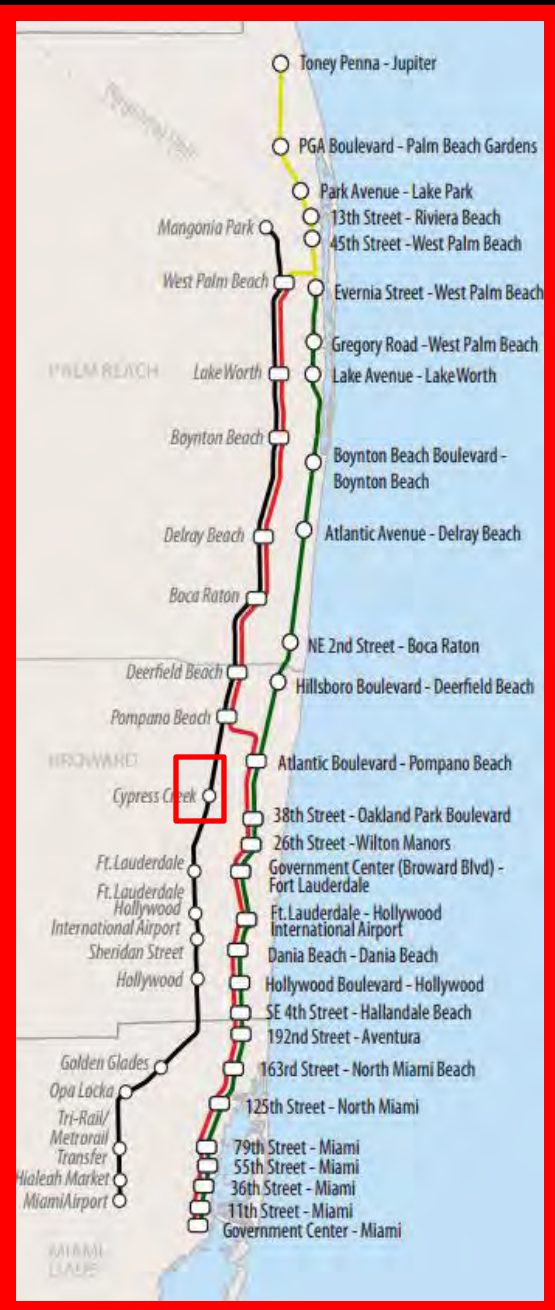 Toney Penna - Jupiter
PGA Boulevard - Palm Beach Gardens
Park Avenue - Lake Park
13th Street - Riviera Beach
Mangonia Park
45th Street - West Palm Beach
West Palm Beach
Evernia Street - West Palm Beach
Gregory Road - West Palm Beach
PALM BEACH
Lake Worth
Lake Avenue - Lake Worth
Boynton Beach
Boynton Beach Boulevard -
Boynton Beach
Delray Beach
Atlantic Avenue - Delray Beach
Boca Raton
NE 2nd Street - Boca Raton
Deerfield Beach
Hillsboro Boulevard - Deerfield Beach
Pompano Beach
BROWARD
Atlantic Boulevard - Pompano Beach
Cypress Creek
38th Street - Oakland Park Boulevard
26th Street - Wilton Manors
Ft. Lauderdale
Government Center (Broward Blvd) -
Fort Lauderdale
Ft. Lauderdale
Hollywood
International Airport
Ft. Lauderdale - Hollywood
International Airport
Sheridan Street
Dania Beach - Dania Beach
Hollywood
Hollywood Boulevard - Hollywood
SE 4th Street - Hallandale Beach
192nd Street - Aventura
Golden Glades
163rd Street - North Miami Beach
Opa Locka
125th Street - North Miami
Tri-Rail/
Metrorail
Transfer
79th Street - Miami
55th Street - Miami
Hialeah Market
36th Street - Miami
MiamiAirport
11th Street - Miami
Government Center - Miami
MIAMI
DADE